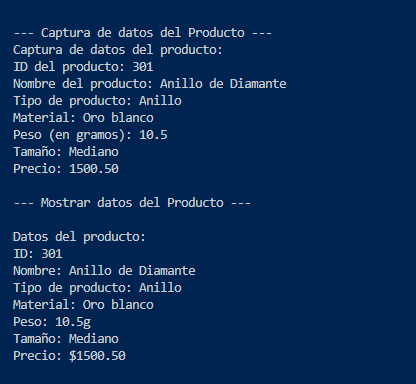 --- Captura de datos del Producto ---
Captura de datos del producto:
ID del producto: 301
Nombre del producto: Anillo de Diamante
Tipo de producto: Anillo
Material: Oro blanco
Peso (en gramos): 10.5
Tamaño: Mediano
Precio: 1500.50
--- Mostrar datos del Producto ---
Datos del producto:
ID: 301
Nombre: Anillo de Diamante
Tipo de producto: Anillo
Material: Oro blanco
Peso: 10.5g
Tamaño: Mediano
Precio: $1500.50